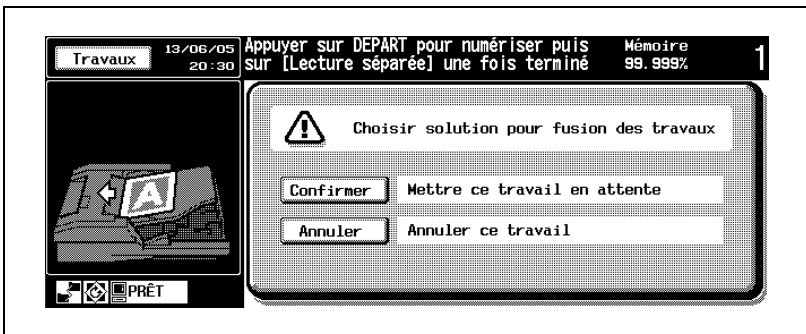 Travaux
13/06/05
20:30
Appuyer sur DEPART pour numériser puis
sur [Lecture séparée] une fois terminé
Mémoire
99.999%
1
Choisir solution pour fusion des travaux
A
Confirmer Mettre ce travail en attente
Annuler Annuler ce travail
PRÊT